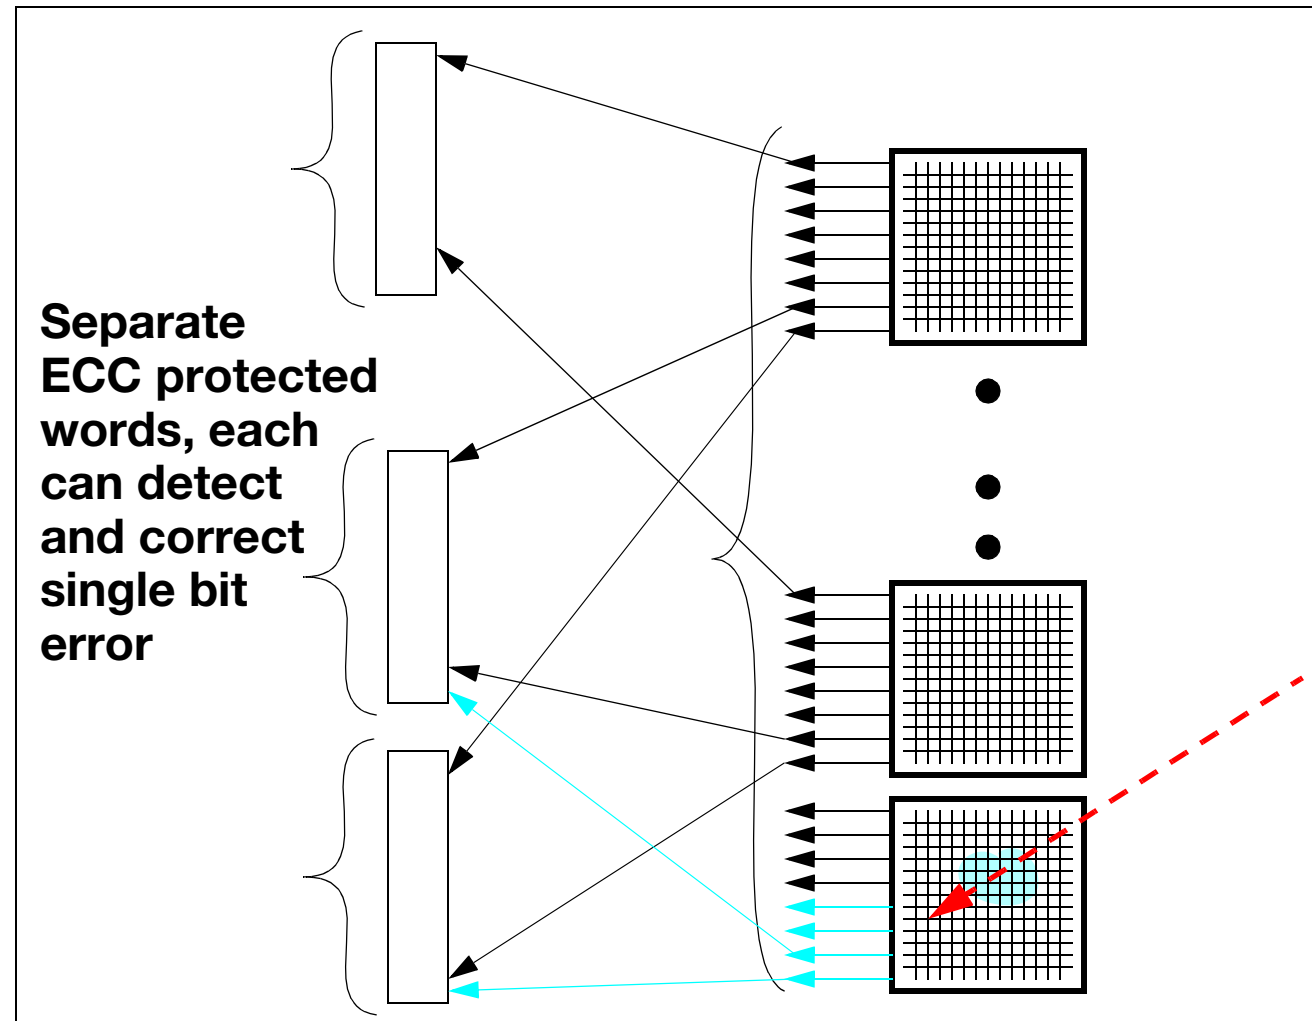 Separate
ECC protected
words, each
can detect
and correct
single bit
error